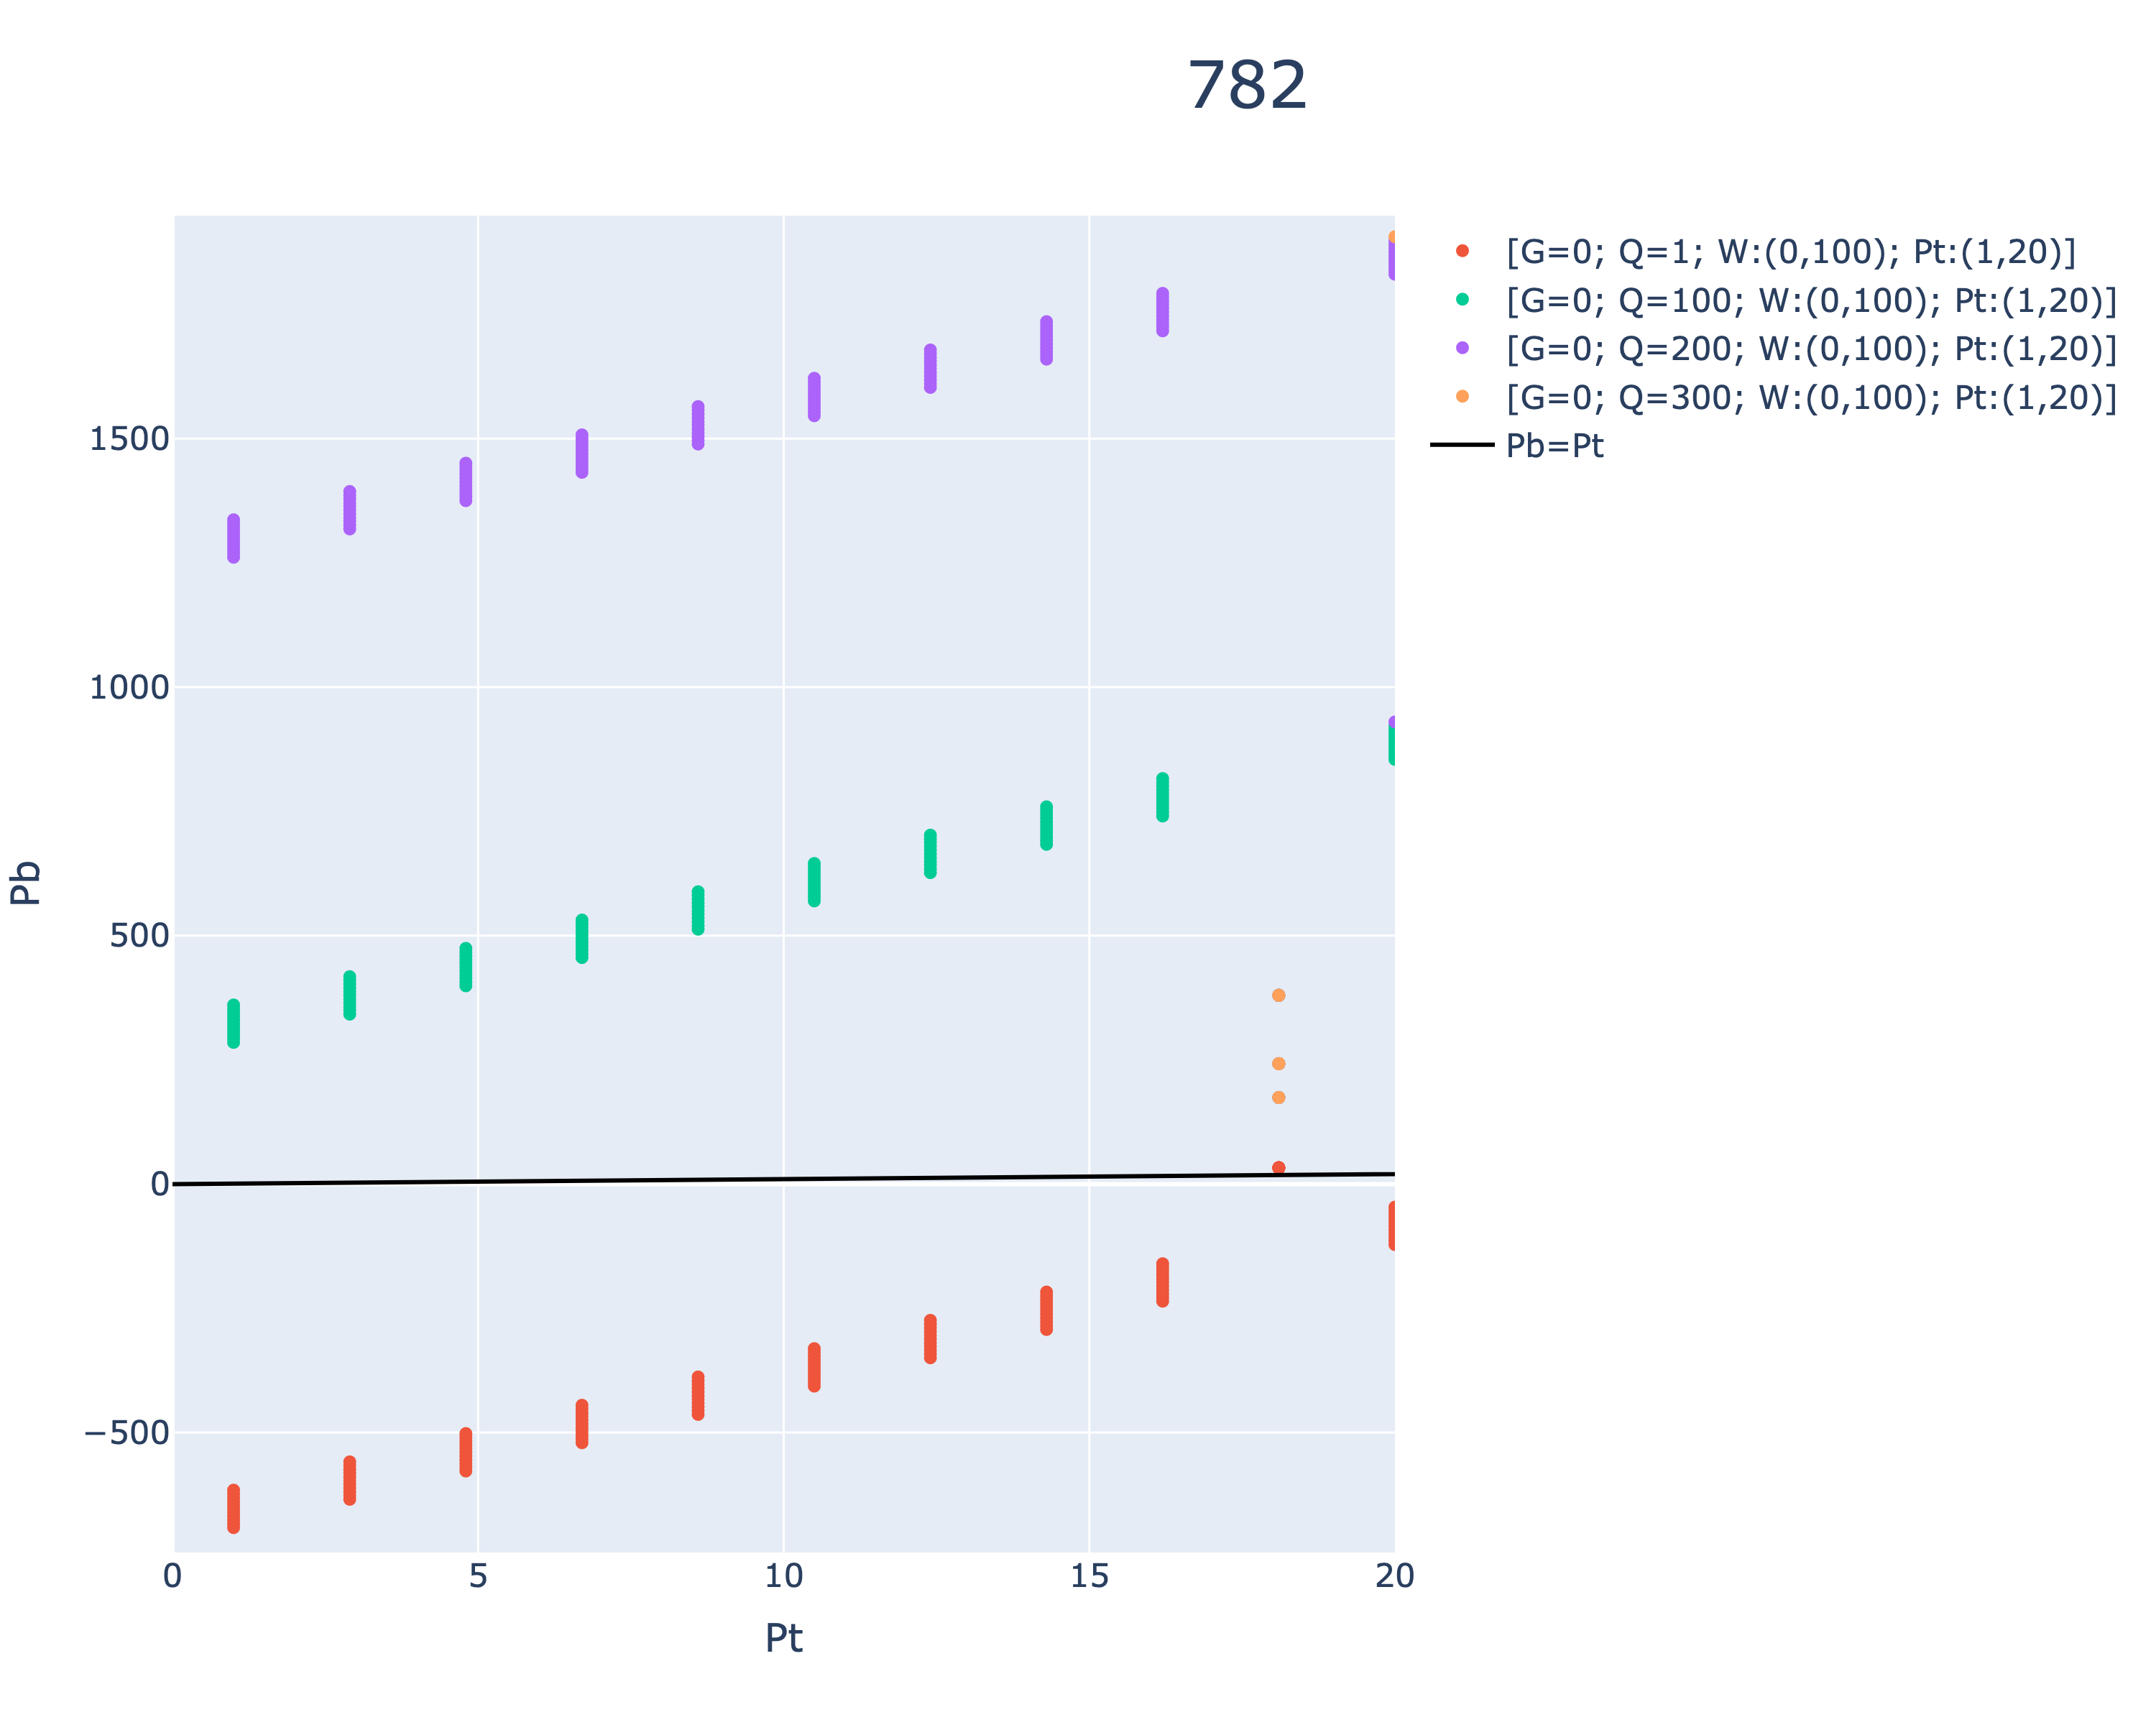 782
[G=0; Q=1; W:(0,100); Pt:(1,20)]
[G=0; Q=100; W:(0,100); Pt:(1,20)]
[G=0; Q=200; W:(0,100); Pt:(1,20)]
[G=0; Q=300; W:(0,100); Pt:(1,20)]
Pb=Pt
1500
1000
500
0
−500
Pb
0 5 10 15 20
Pt